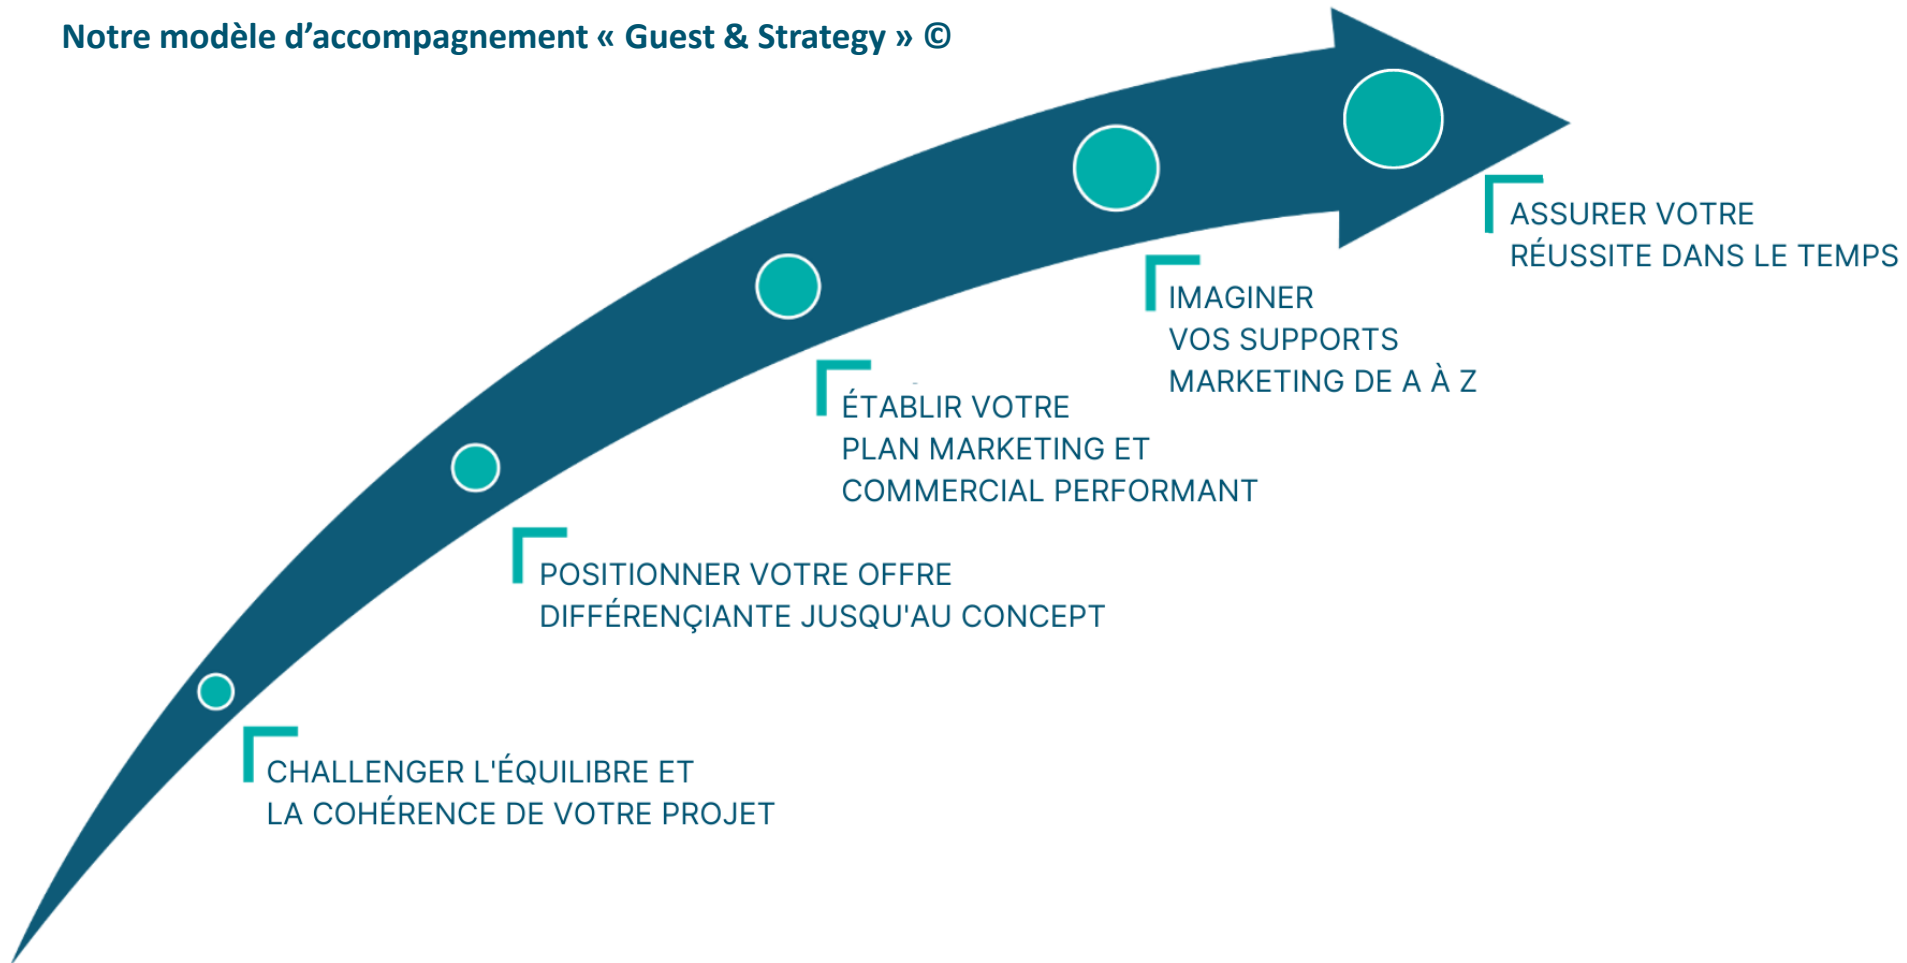 Notre modèle d’accompagnement « Guest & Strategy » ©
ASSURER VOTRE
RÉUSSITE DANS LE TEMPS
IMAGINER
VOS SUPPORTS
MARKETING DE A À Z
ÉTABLIR VOTRE
PLAN MARKETING ET
COMMERCIAL PERFORMANT
POSITIONNER VOTRE OFFRE
DIFFÉRENÇIANTE JUSQU'AU CONCEPT
CHALLENGER L'ÉQUILIBRE ET
LA COHÉRENCE DE VOTRE PROJET